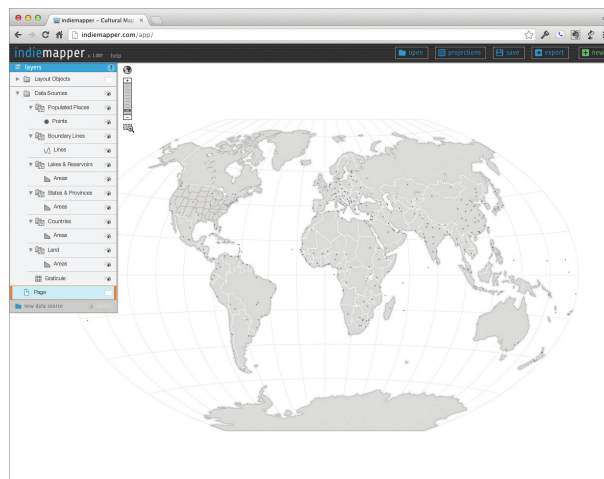 indiemapper – Cultural Map
indiemapper.com/app/
indiemapper help
open projections save export new
layers
Layout Objects
Data Sources
Populated Places
Points
Boundary Lines
Lines
Lakes & Reservoirs
Areas
States & Provinces
Areas
Countries
Areas
Land
Areas
Graticule
Page
new data source